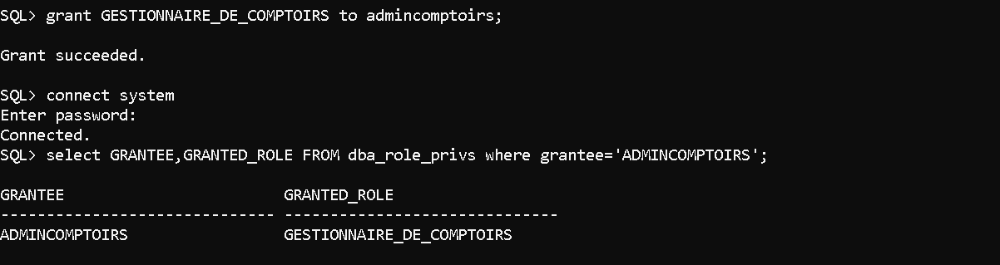 SQL> grant GESTIONNAIRE_DE_COMPTOIRS to admincomptoirs;
Grant succeeded.
SQL> connect system
Enter password:
Connected.
SQL> select GRANTEE,GRANTED_ROLE FROM dba_role_privs where grantee='ADMINCOMPTOIRS';
GRANTEE                        GRANTED_ROLE
------------------------------ ------------------------------
ADMINCOMPTOIRS                 GESTIONNAIRE_DE_COMPTOIRS